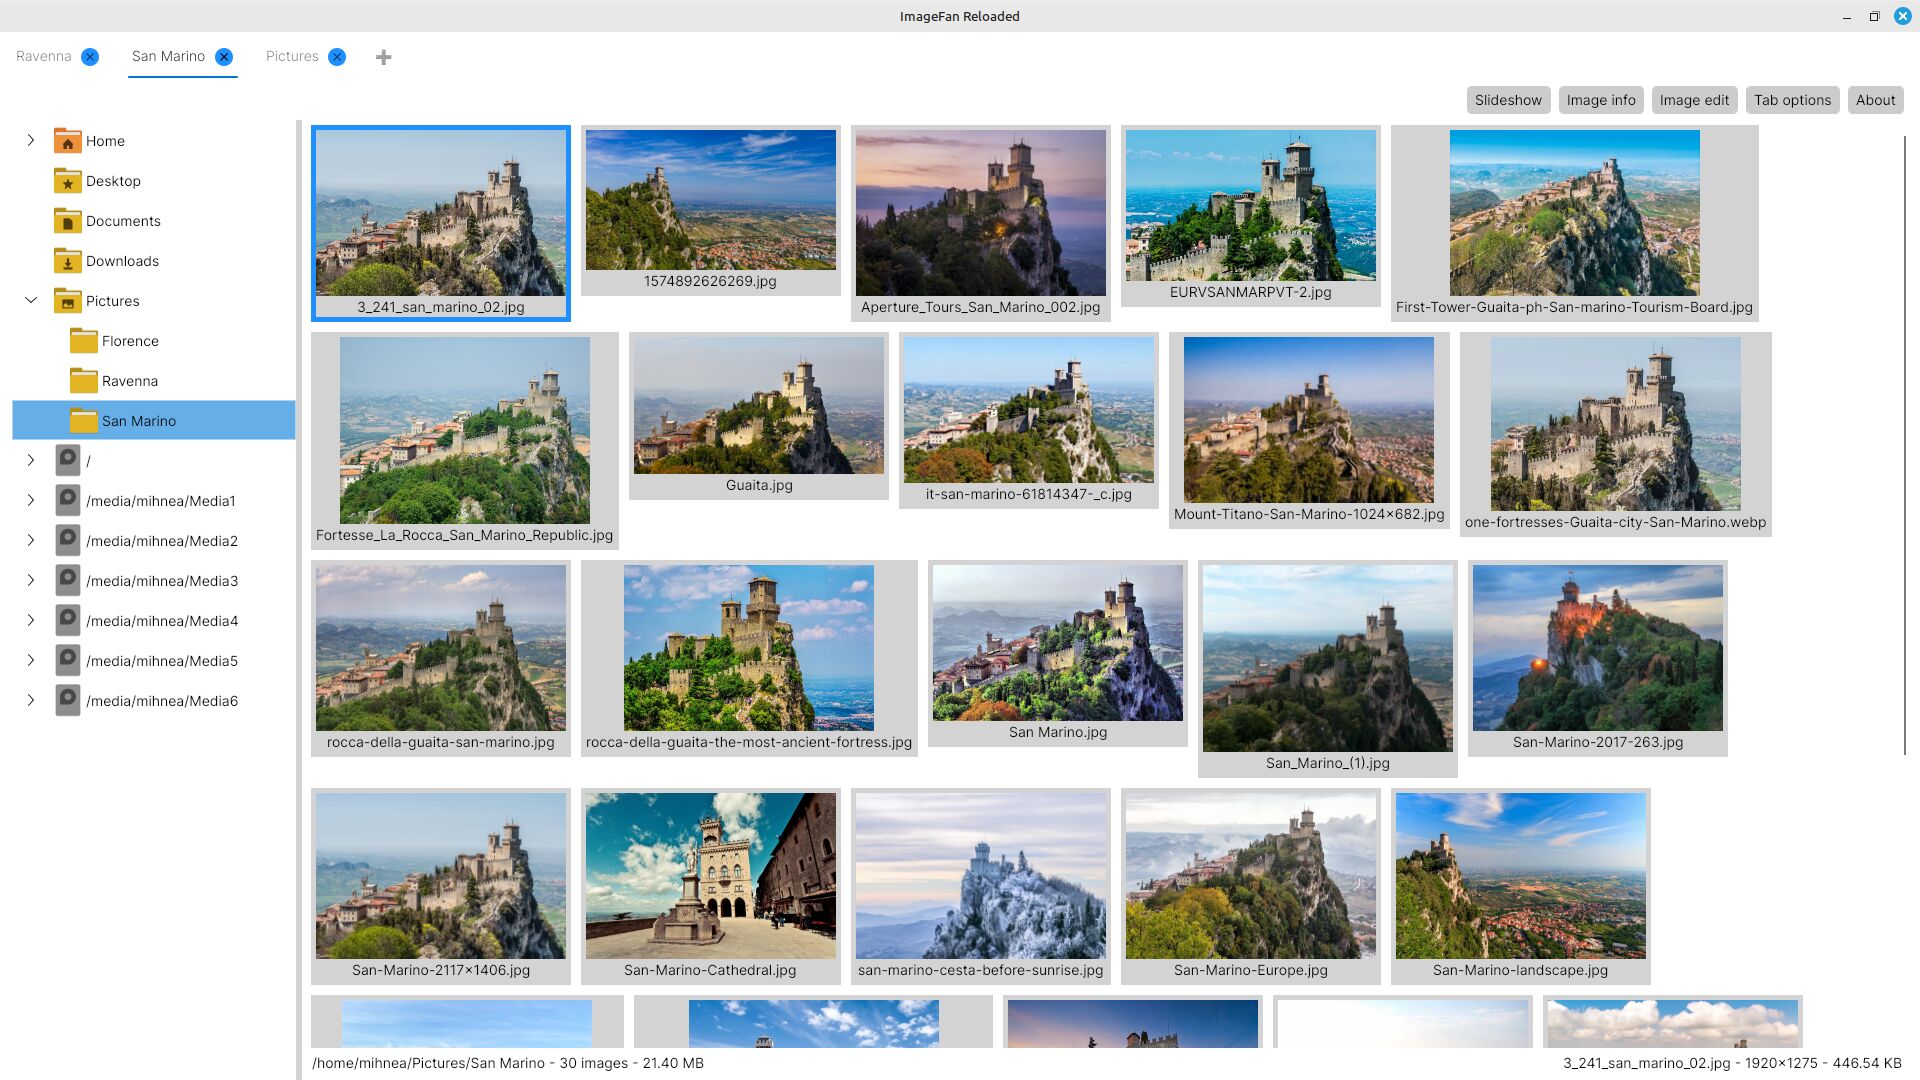 ImageFan Reloaded
Ravenna
San Marino
Pictures
Slideshow
Image info
Image edit
Tab options
About
Home
Desktop
Documents
Downloads
Pictures
Florence
Ravenna
San Marino
/
/media/mihnea/Media1
/media/mihnea/Media2
/media/mihnea/Media3
/media/mihnea/Media4
/media/mihnea/Media5
/media/mihnea/Media6
3_241_san_marino_02.jpg
1574892626269.jpg
Aperture_Tours_San_Marino_002.jpg
EURVSANMARPVT-2.jpg
First-Tower-Guaita-ph-San-marino-Tourism-Board.jpg
Fortesse_La_Rocca_San_Marino_Republic.jpg
Guaita.jpg
it-san-marino-61814347-_c.jpg
Mount-Titano-San-Marino-1024×682.jpg
one-fortresses-Guaita-city-San-Marino.webp
rocca-della-guaita-san-marino.jpg
rocca-della-guaita-the-most-ancient-fortress.jpg
San Marino.jpg
San_Marino_(1).jpg
San-Marino-2017-263.jpg
San-Marino-2117×1406.jpg
San-Marino-Cathedral.jpg
san-marino-cesta-before-sunrise.jpg
San-Marino-Europe.jpg
San-Marino-landscape.jpg
/home/mihnea/Pictures/San Marino - 30 images - 21.40 MB
3_241_san_marino_02.jpg - 1920×1275 - 446.54 KB